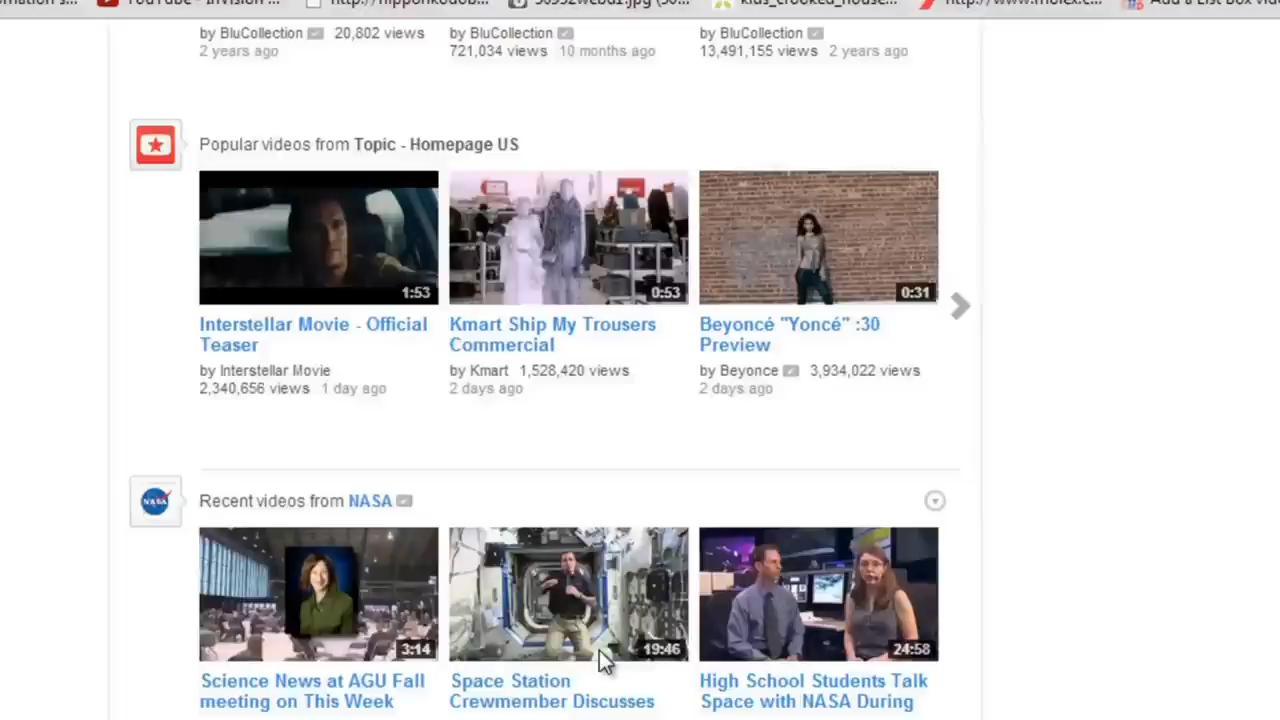 YouTube - Invision ...
by BluCollection 20,802 views
2 years ago
by BluCollection
721,034 views 10 months ago
by BluCollection
13,491,155 views 2 years ago
Popular videos from Topic - Homepage US
1:53
0:53
0:31
Interstellar Movie - Official
Teaser
by Interstellar Movie
2,340,656 views 1 day ago
Kmart Ship My Trousers
Commercial
by Kmart 1,528,420 views
2 days ago
Beyoncé "Yoncé" :30
Preview
by Beyonce 3,934,022 views
2 days ago
NASA
Recent videos from NASA
3:14
19:46
24:58
Science News at AGU Fall
meeting on This Week
Space Station
Crewmember Discusses
High School Students Talk
Space with NASA During